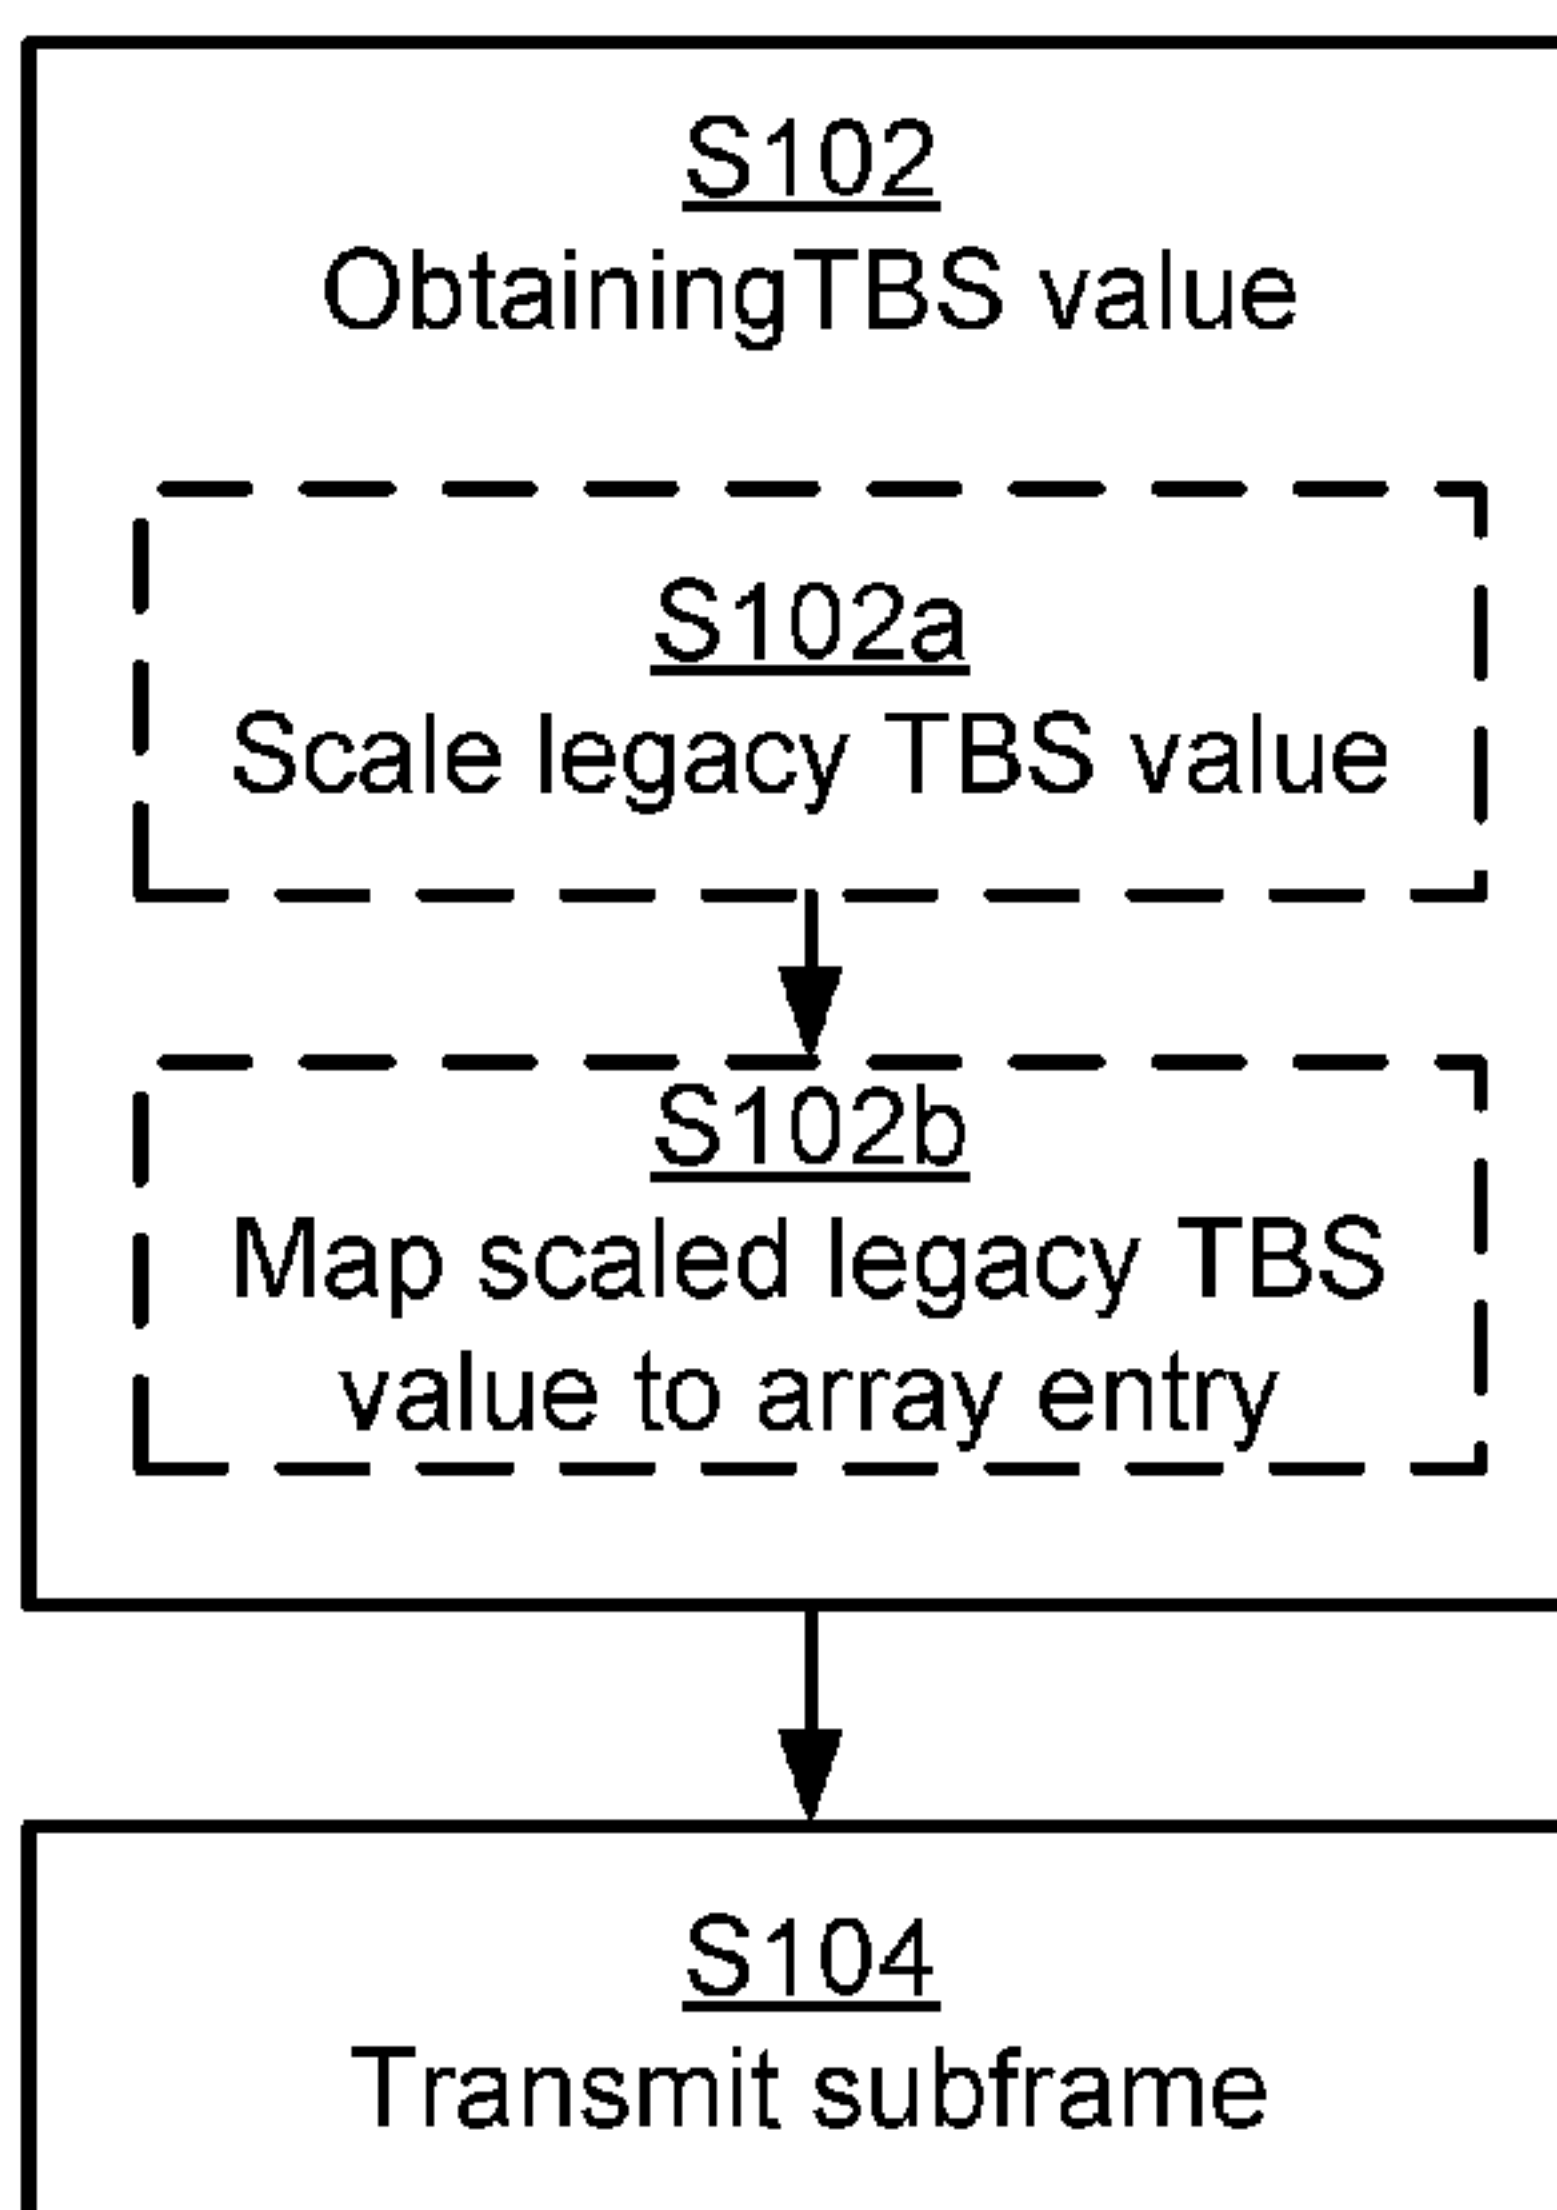 S102
ObtainingTBS value
S102a
Scale legacy TBS value
S102b
Map scaled legacy TBS
value to array entry
S104
Transmit subframe